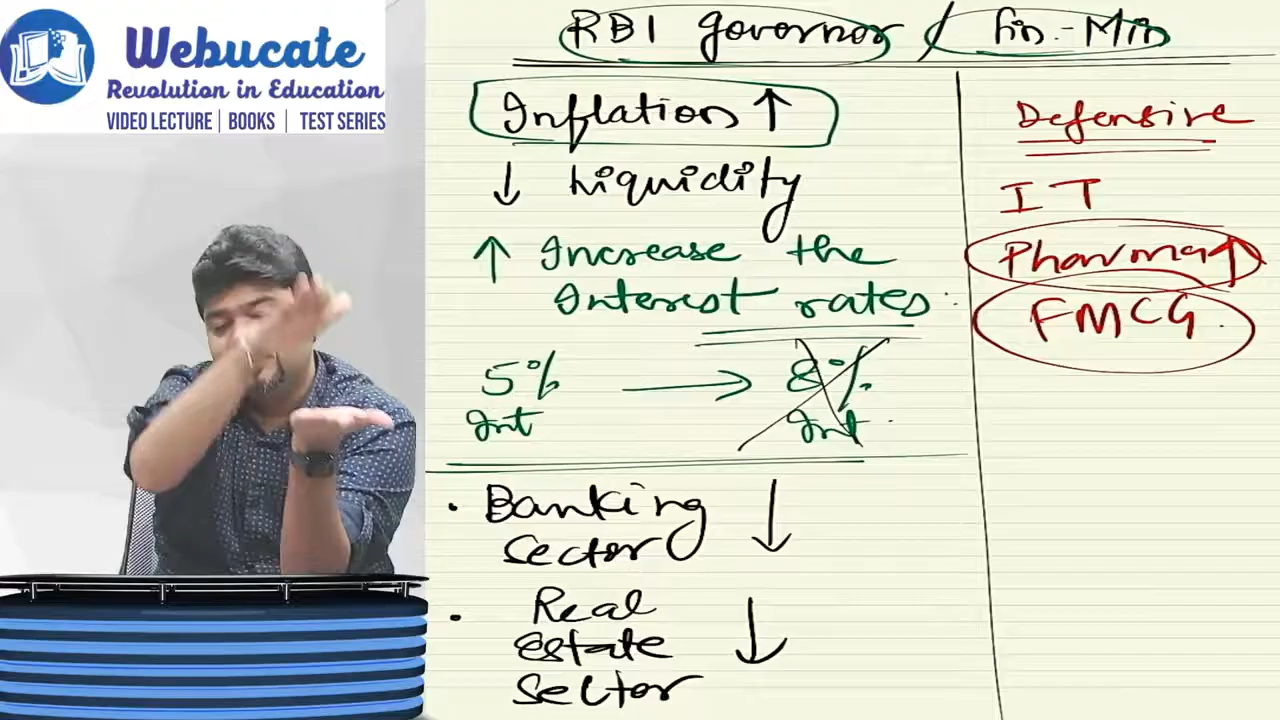 Webucate
Revolution in Education
VIDEO LECTURE | BOOKS | TEST SERIES
RBI governor / Fin.-Min
Inflation ↑
↓ Liquidity
↑ Increase the
Interest rates
5% → 8%
Int Int
• Banking ↓
Sector
• Real
Estate ↓
Sector
Defensive
IT
Pharma ↑
FMCG